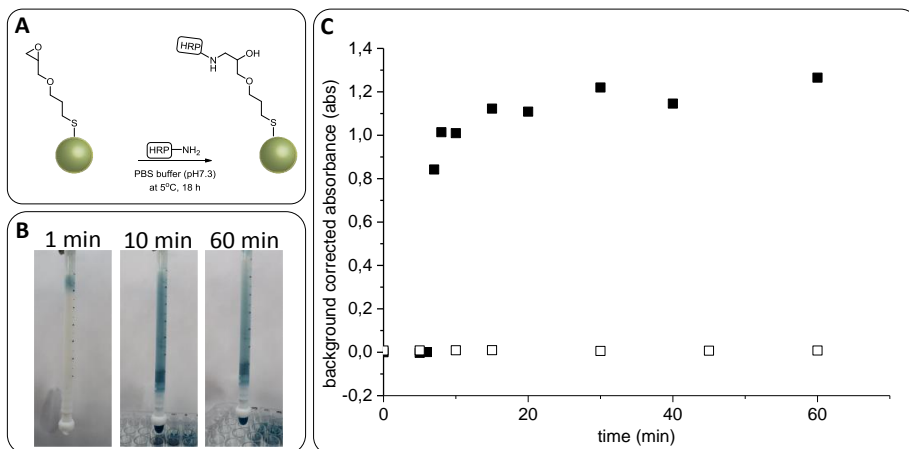 A
O
O
S
HRP—NH2
PBS buffer (pH7.3)
at 5°C, 18 h
HRP
N
H
OH
O
S
B
1 min 10 min 60 min
C
background corrected absorbance (abs)
1,4
1,2
1,0
0,8
0,6
0,4
0,2
0,0
-0,2
0 20 40 60
time (min)